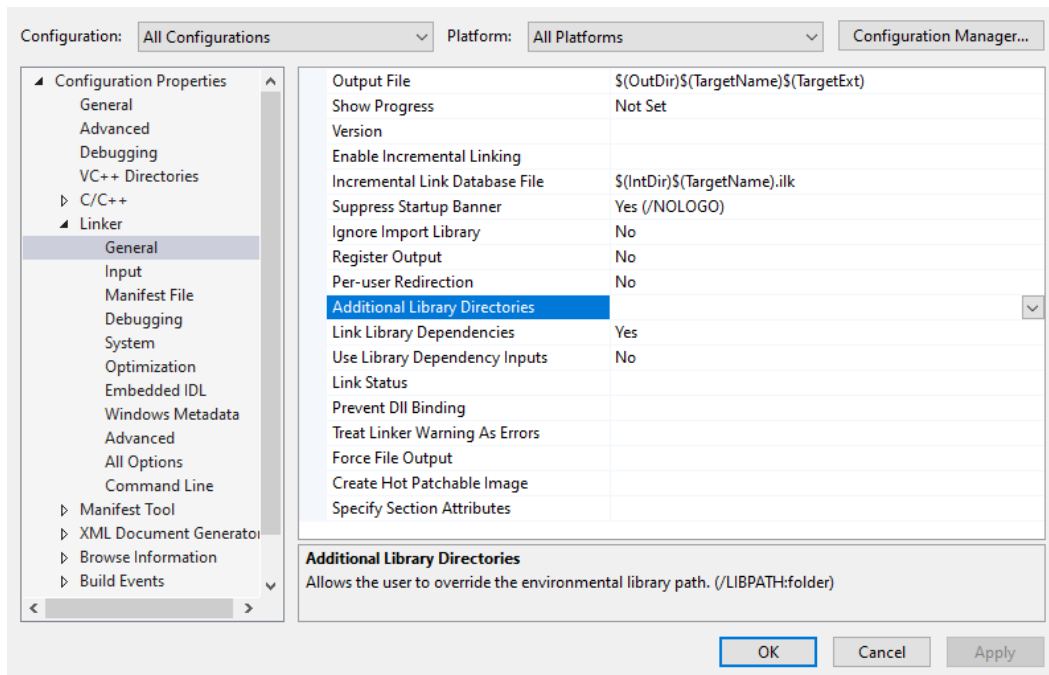 Configuration: All Configurations Platform: All Platforms Configuration Manager...
Configuration Properties
General
Advanced
Debugging
VC++ Directories
C/C++
Linker
General
Input
Manifest File
Debugging
System
Optimization
Embedded IDL
Windows Metadata
Advanced
All Options
Command Line
Manifest Tool
XML Document Generator
Browse Information
Build Events
Output File $(OutDir)$(TargetName)$(TargetExt)
Show Progress Not Set
Version
Enable Incremental Linking
Incremental Link Database File $(IntDir)$(TargetName).ilk
Suppress Startup Banner Yes (/NOLOGO)
Ignore Import Library No
Register Output No
Per-user Redirection No
Additional Library Directories
Link Library Dependencies Yes
Use Library Dependency Inputs No
Link Status
Prevent Dll Binding
Treat Linker Warning As Errors
Force File Output
Create Hot Patchable Image
Specify Section Attributes
Additional Library Directories
Allows the user to override the environmental library path. (/LIBPATH:folder)
OK Cancel Apply